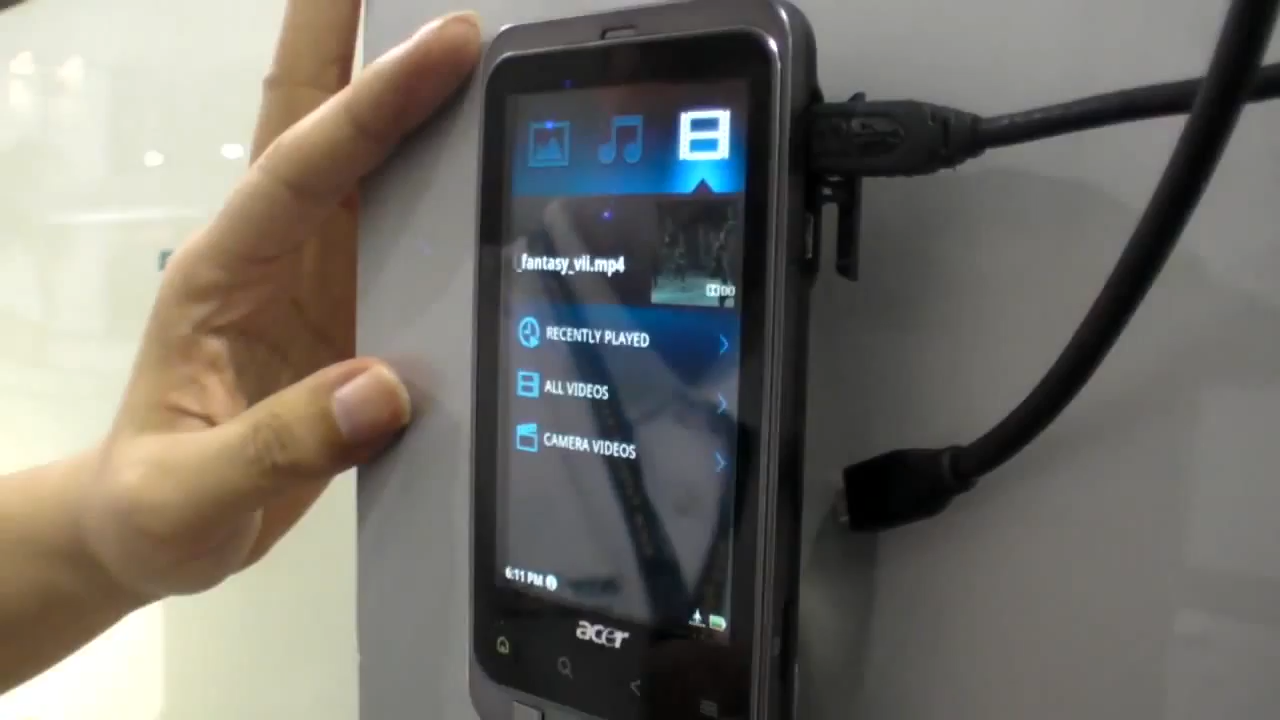 _fantasy_vii.mp4
RECENTLY PLAYED
ALL VIDEOS
CAMERA VIDEOS
6:11 PM
acer